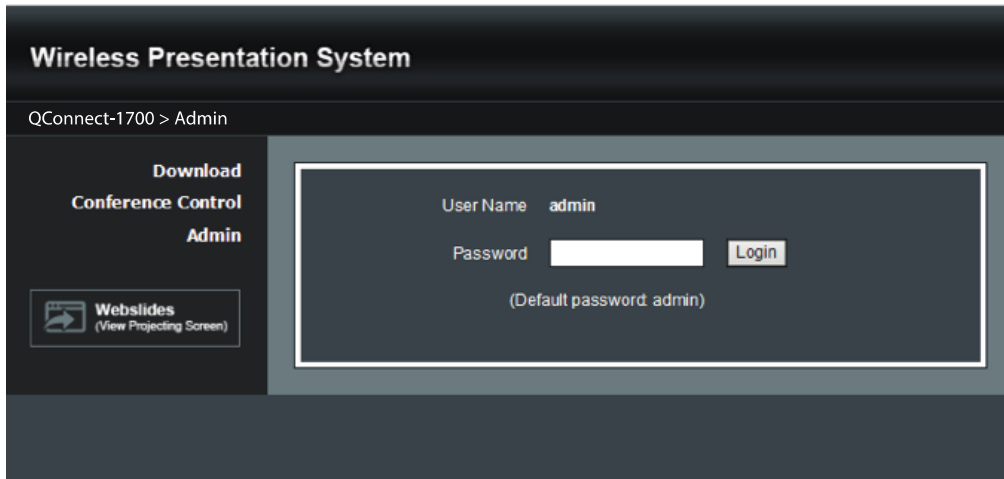 Wireless Presentation System
QConnect-1700 > Admin
Download
Conference Control
Admin
Webslides
(View Projecting Screen)
User Name admin
Password Login
(Default password: admin)